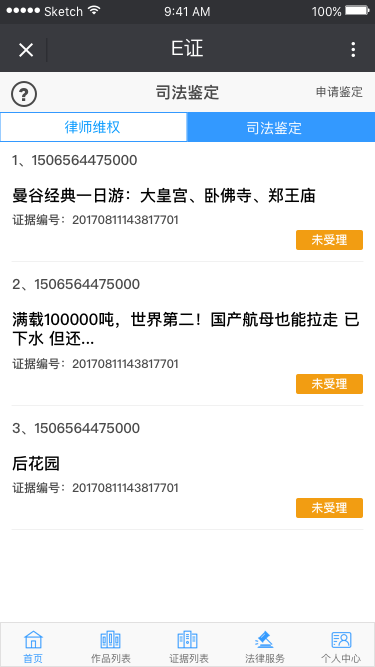 Sketch 9:41 AM 100%
E证
? 司法鉴定 申请鉴定
律师维权 司法鉴定
1、1506564475000
曼谷经典一日游：大皇宫、卧佛寺、郑王庙
证据编号：20170811143817701
未受理
2、1506564475000
满载100000吨，世界第二！国产航母也能拉走 已
下水 但还...
证据编号：20170811143817701
未受理
3、1506564475000
后花园
证据编号：20170811143817701
未受理
首页 作品列表 证据列表 法律服务 个人中心